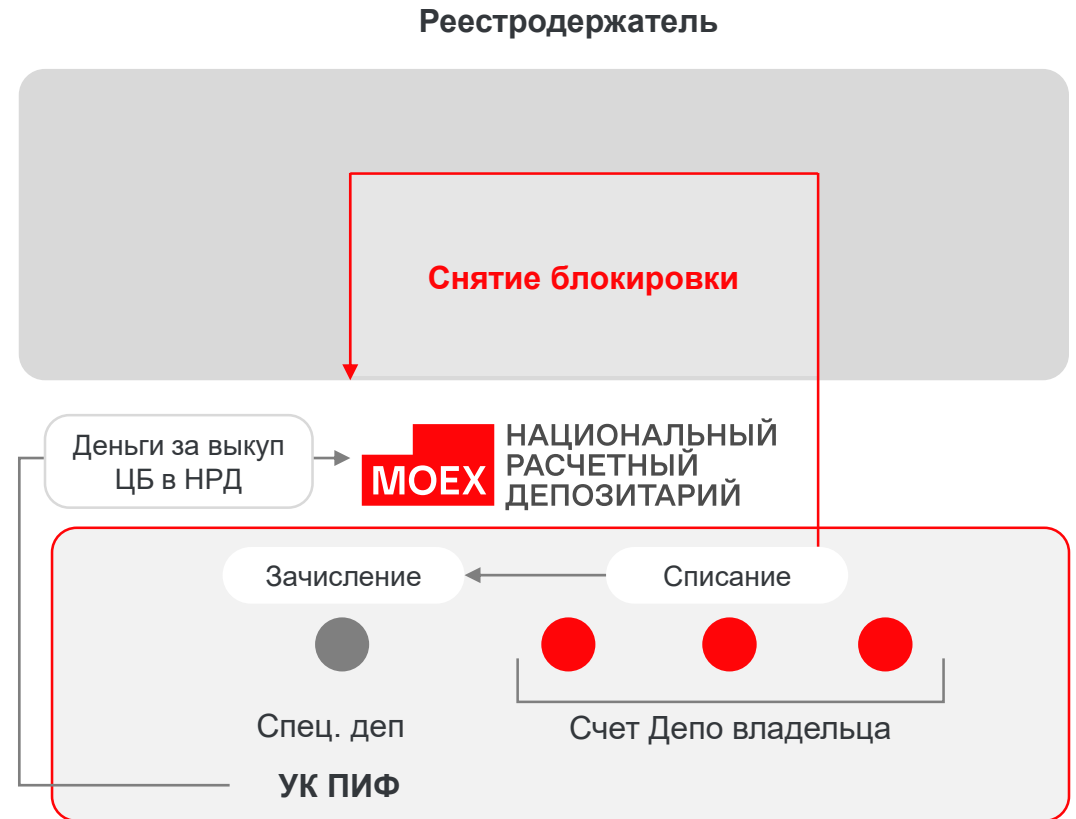 Реестродержатель
Снятие блокировки
Деньги за выкуп
ЦБ в НРД
MOEX
НАЦИОНАЛЬНЫЙ
РАСЧЕТНЫЙ
ДЕПОЗИТАРИЙ
Зачисление
Списание
Спец. деп
Счет Депо владельца
УК ПИФ